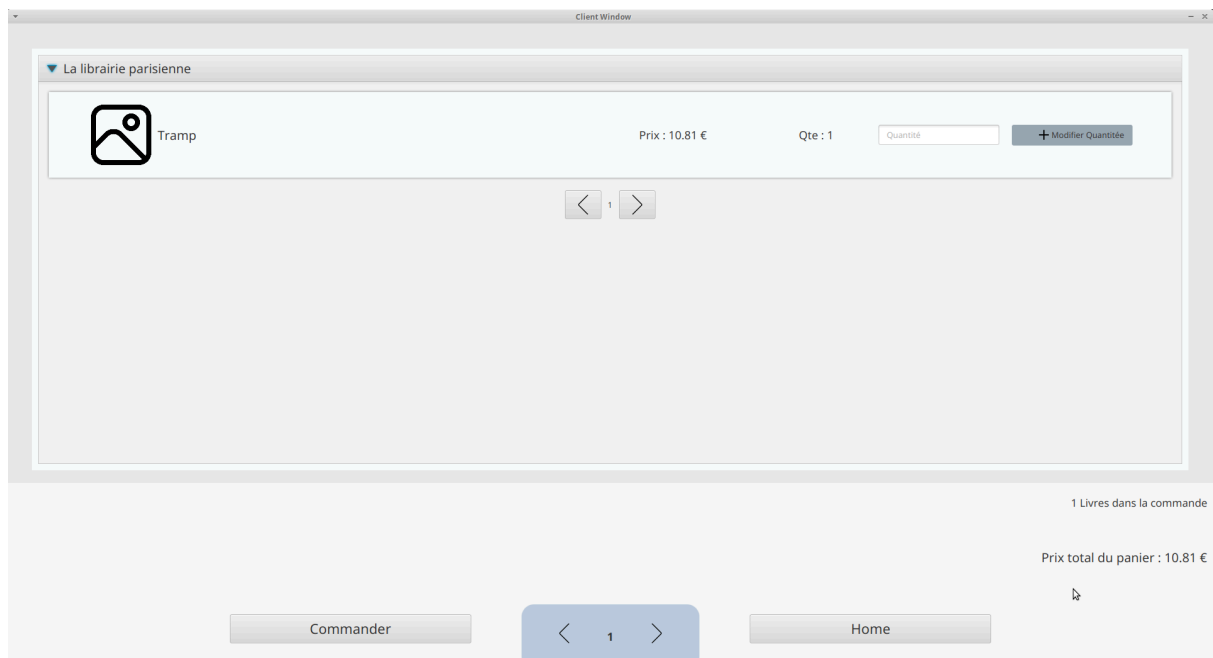 Client Window
La librairie parisienne
Tramp Prix : 10.81 € Qte : 1 Quantité Modifier Quantitée
1
1 Livres dans la commande
Prix total du panier : 10.81 €
Commander 1 Home